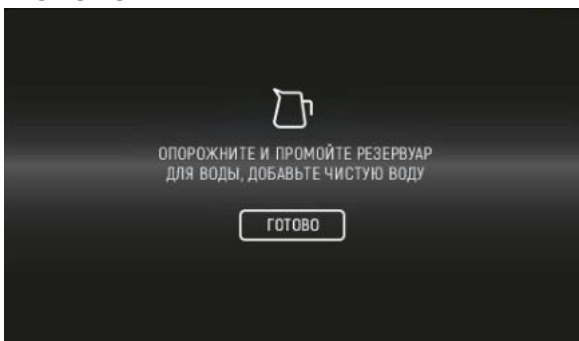 ОПОРОЖНИТЕ И ПРОМОЙТЕ РЕЗЕРВУАР
ДЛЯ ВОДЫ, ДОБАВЬТЕ ЧИСТУЮ ВОДУ
ГОТОВО